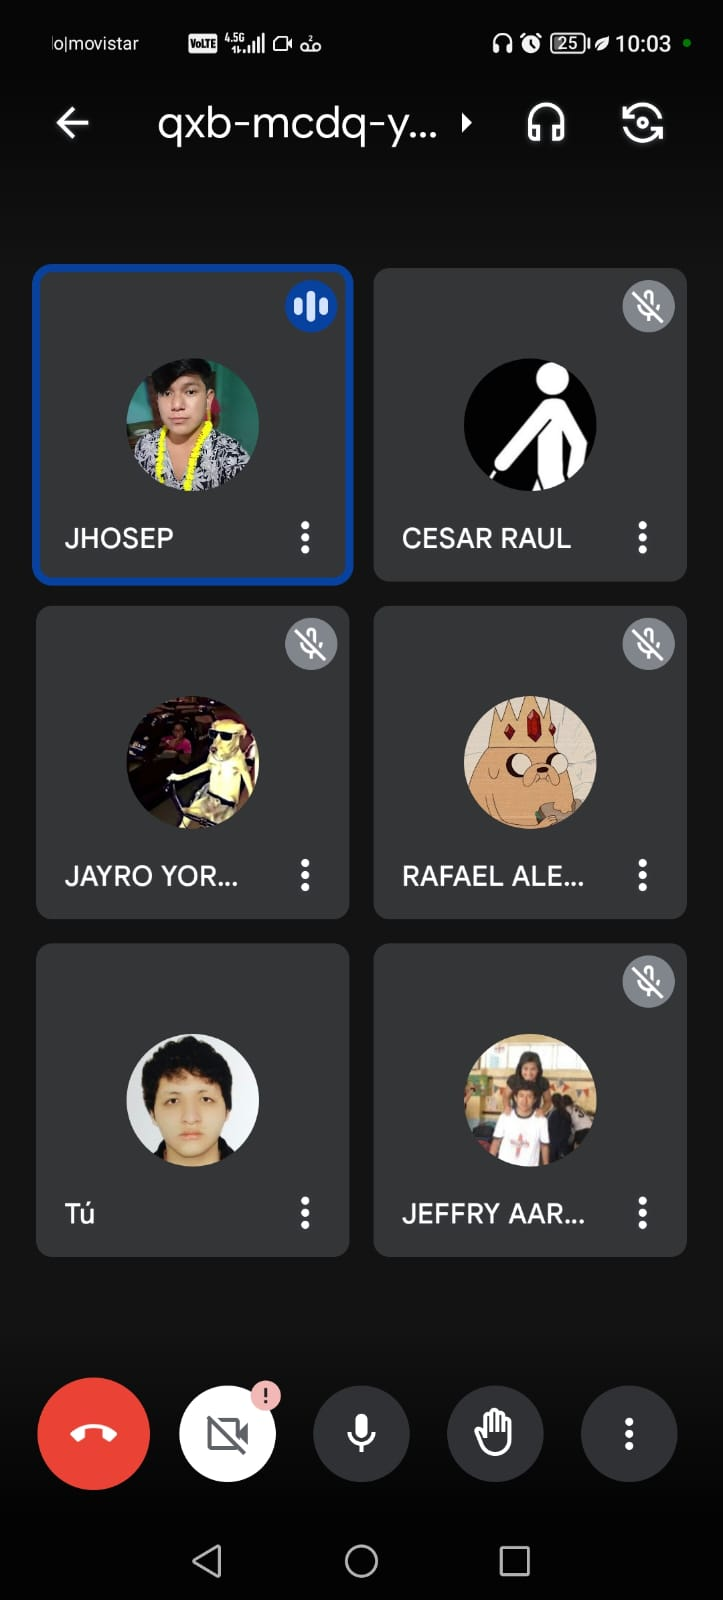 lo|movistar VoLTE 4.5G 25 10:03
qxb-mcdq-y...
JHOSEP
CESAR RAUL
JAYRO YOR...
RAFAEL ALE...
Tú
JEFFRY AAR...
!